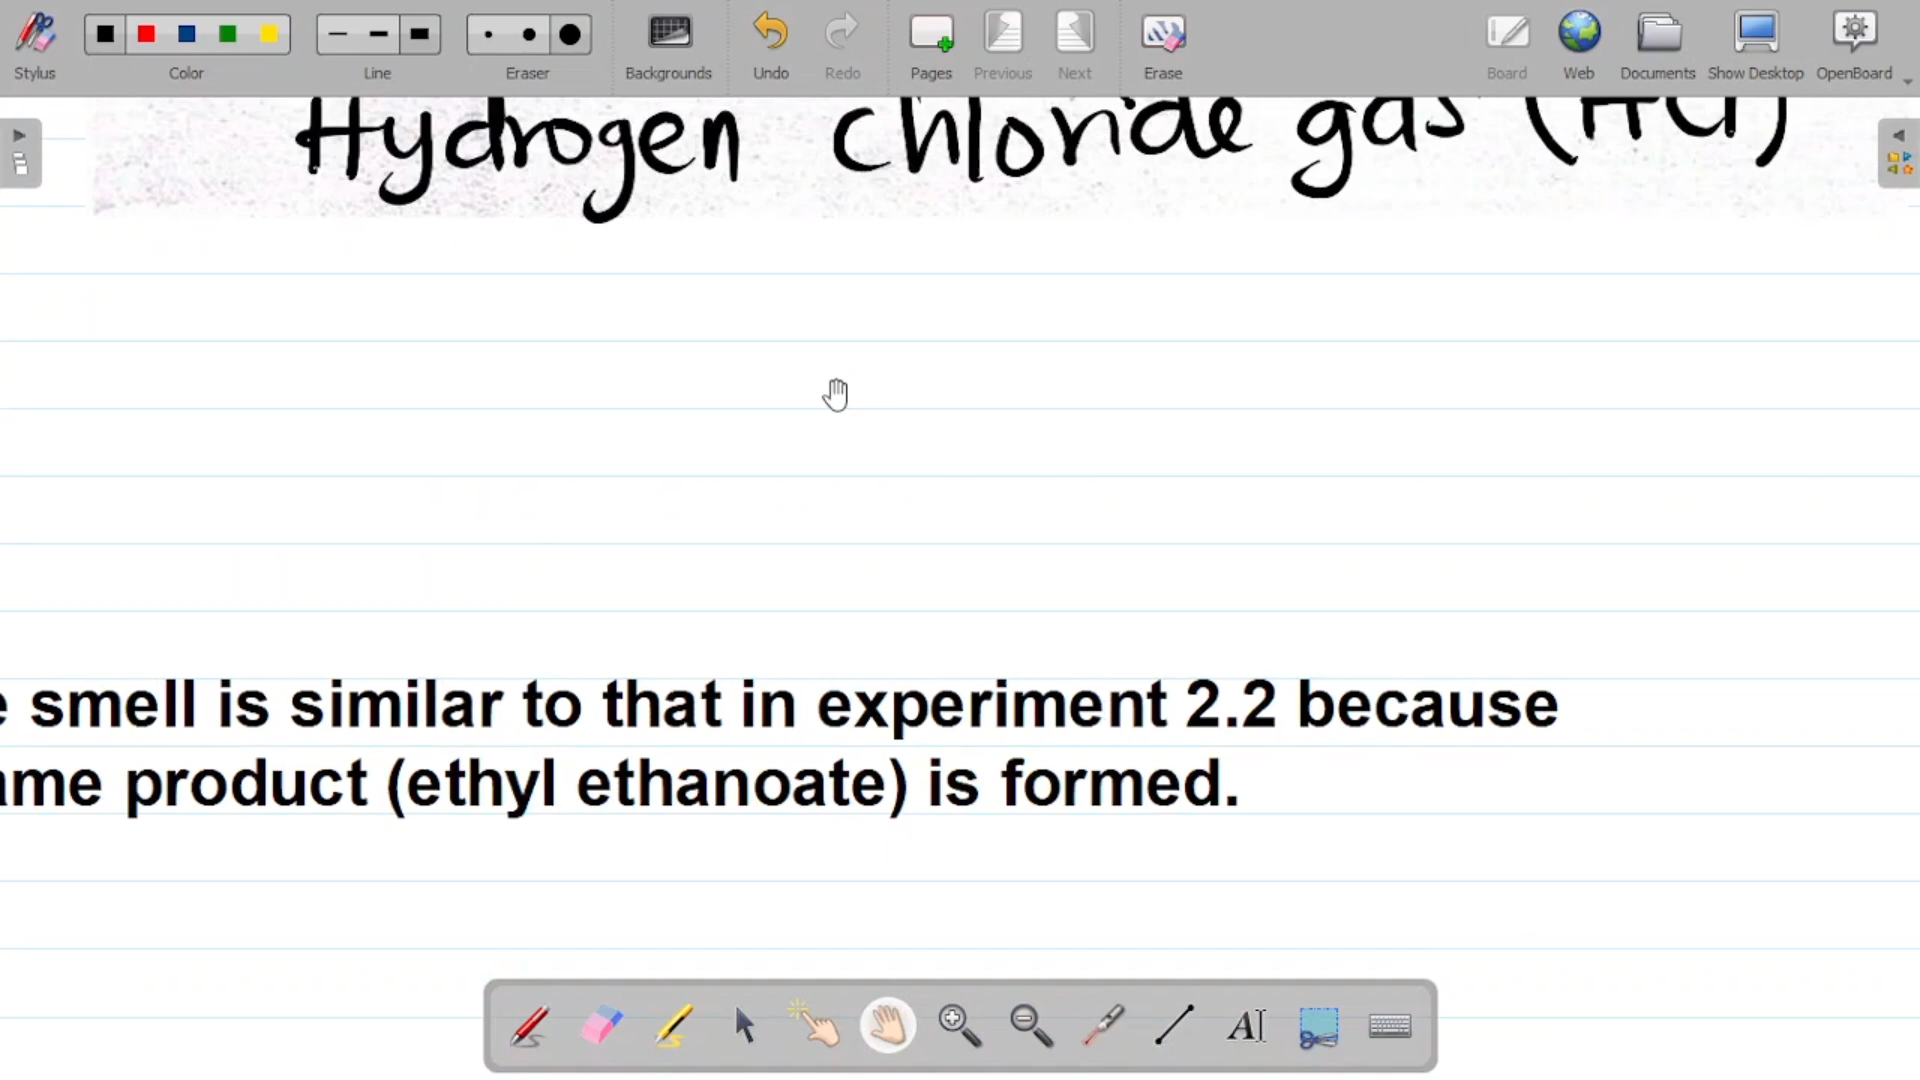 Stylus
Color
Line
Eraser
Backgrounds
Undo
Redo
Pages
Previous
Next
Erase
Board
Web
Documents
Show Desktop
OpenBoard
Hydrogen chloride gas (HCl)
e smell is similar to that in experiment 2.2 because
ame product (ethyl ethanoate) is formed.